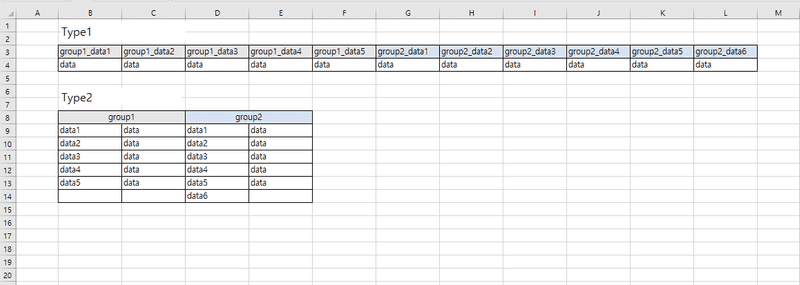 A B C D E F G H I J K L M
1 Type1
2
3 group1_data1 group1_data2 group1_data3 group1_data4 group1_data5 group2_data1 group2_data2 group2_data3 group2_data4 group2_data5 group2_data6
4 data data data data data data data data data data data
5
6 Type2
7
8 group1 group2
9 data1 data data1 data
10 data2 data data2 data
11 data3 data data3 data
12 data4 data data4 data
13 data5 data data5 data
14 data6
15
16
17
18
19
20